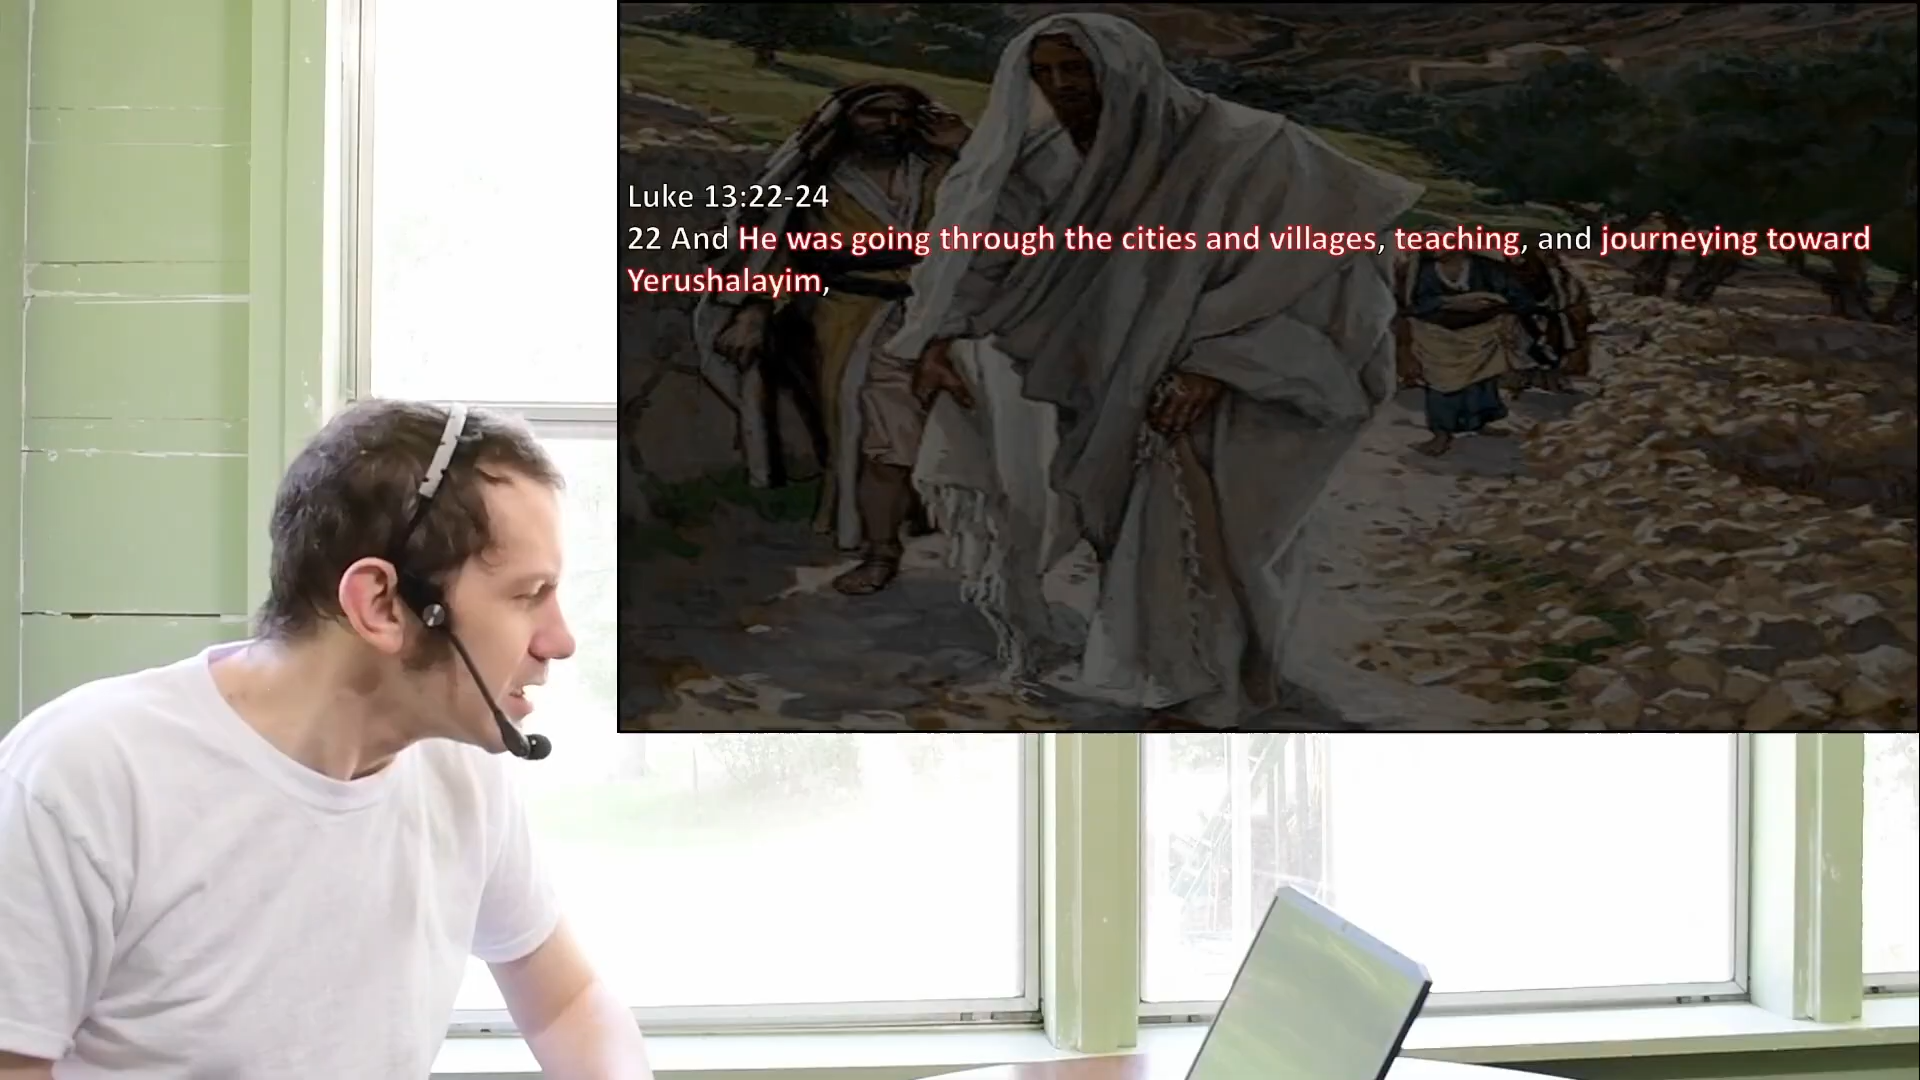 Luke 13:22-24
22 And He was going through the cities and villages, teaching, and journeying toward
Yerushalayim,